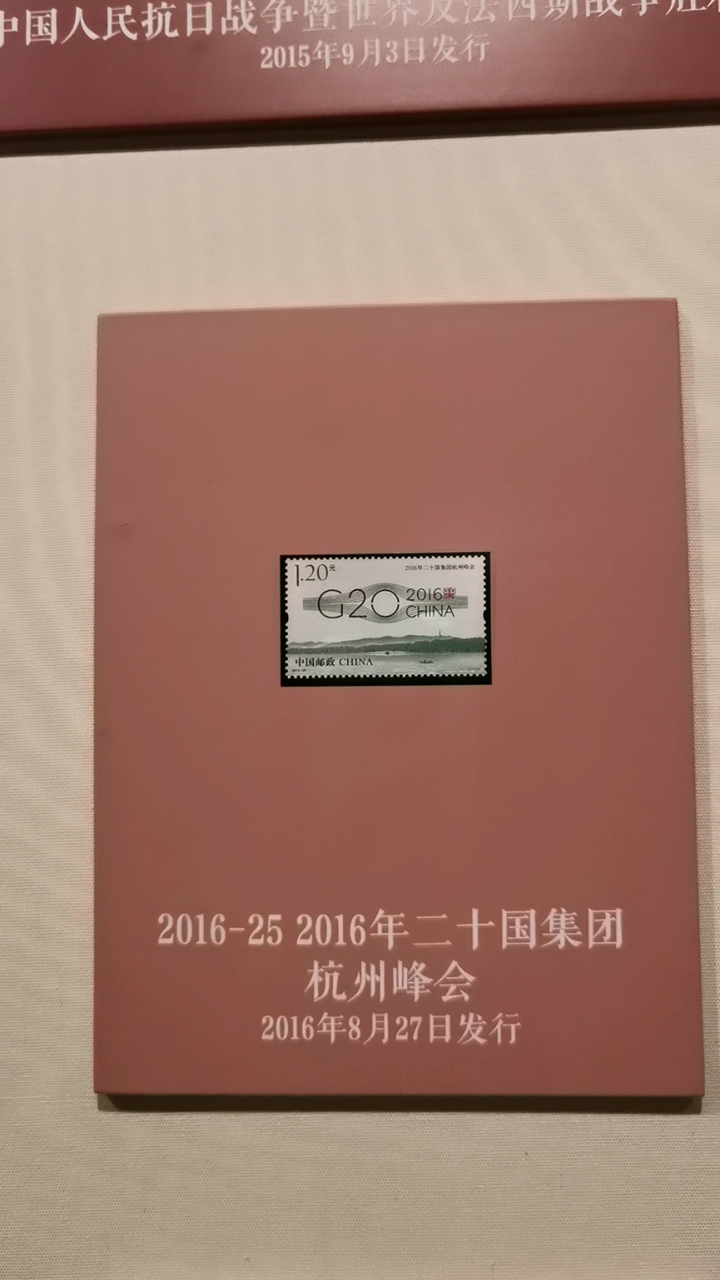 中国人民抗日战争暨世界反法西斯战争胜利
2015年9月3日发行
1.20元
2016年二十国集团杭州峰会
G20 2016
CHINA
中国邮政 CHINA
2016-25 2016年二十国集团
杭州峰会
2016年8月27日发行